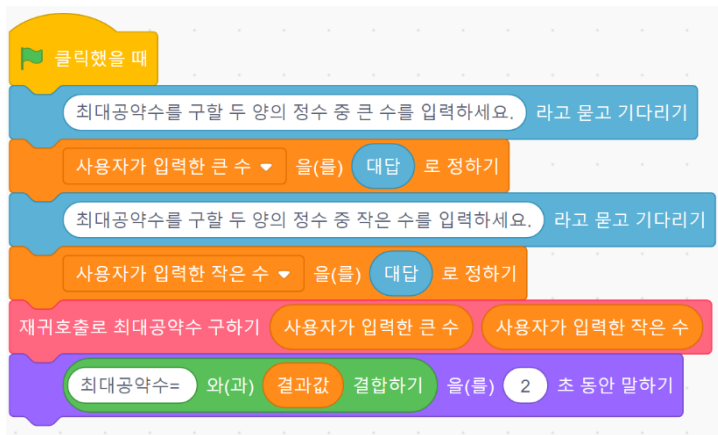 클릭했을 때
최대공약수를 구할 두 양의 정수 중 큰 수를 입력하세요. 라고 묻고 기다리기
사용자가 입력한 큰 수 을(를) 대답 로 정하기
최대공약수를 구할 두 양의 정수 중 작은 수를 입력하세요. 라고 묻고 기다리기
사용자가 입력한 작은 수 을(를) 대답 로 정하기
재귀호출로 최대공약수 구하기 사용자가 입력한 큰 수 사용자가 입력한 작은 수
최대공약수= 와(과) 결과값 결합하기 을(를) 2 초 동안 말하기